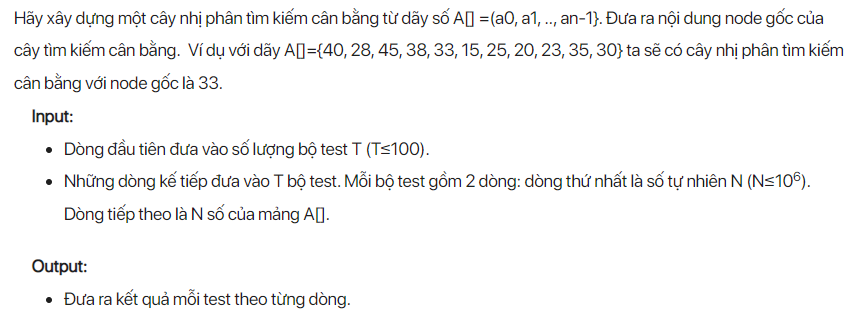 Hãy xây dựng một cây nhị phân tìm kiếm cân bằng từ dãy số A[] =(a0, a1, .., an-1}. Đưa ra nội dung node gốc của
cây tìm kiếm cân bằng. Ví dụ với dãy A[]={40, 28, 45, 38, 33, 15, 25, 20, 23, 35, 30} ta sẽ có cây nhị phân tìm kiếm
cân bằng với node gốc là 33.
Input:
• Dòng đầu tiên đưa vào số lượng bộ test T (T≤100).
• Những dòng kế tiếp đưa vào T bộ test. Mỗi bộ test gồm 2 dòng: dòng thứ nhất là số tự nhiên N (N≤10⁶).
Dòng tiếp theo là N số của mảng A[].
Output:
• Đưa ra kết quả mỗi test theo từng dòng.